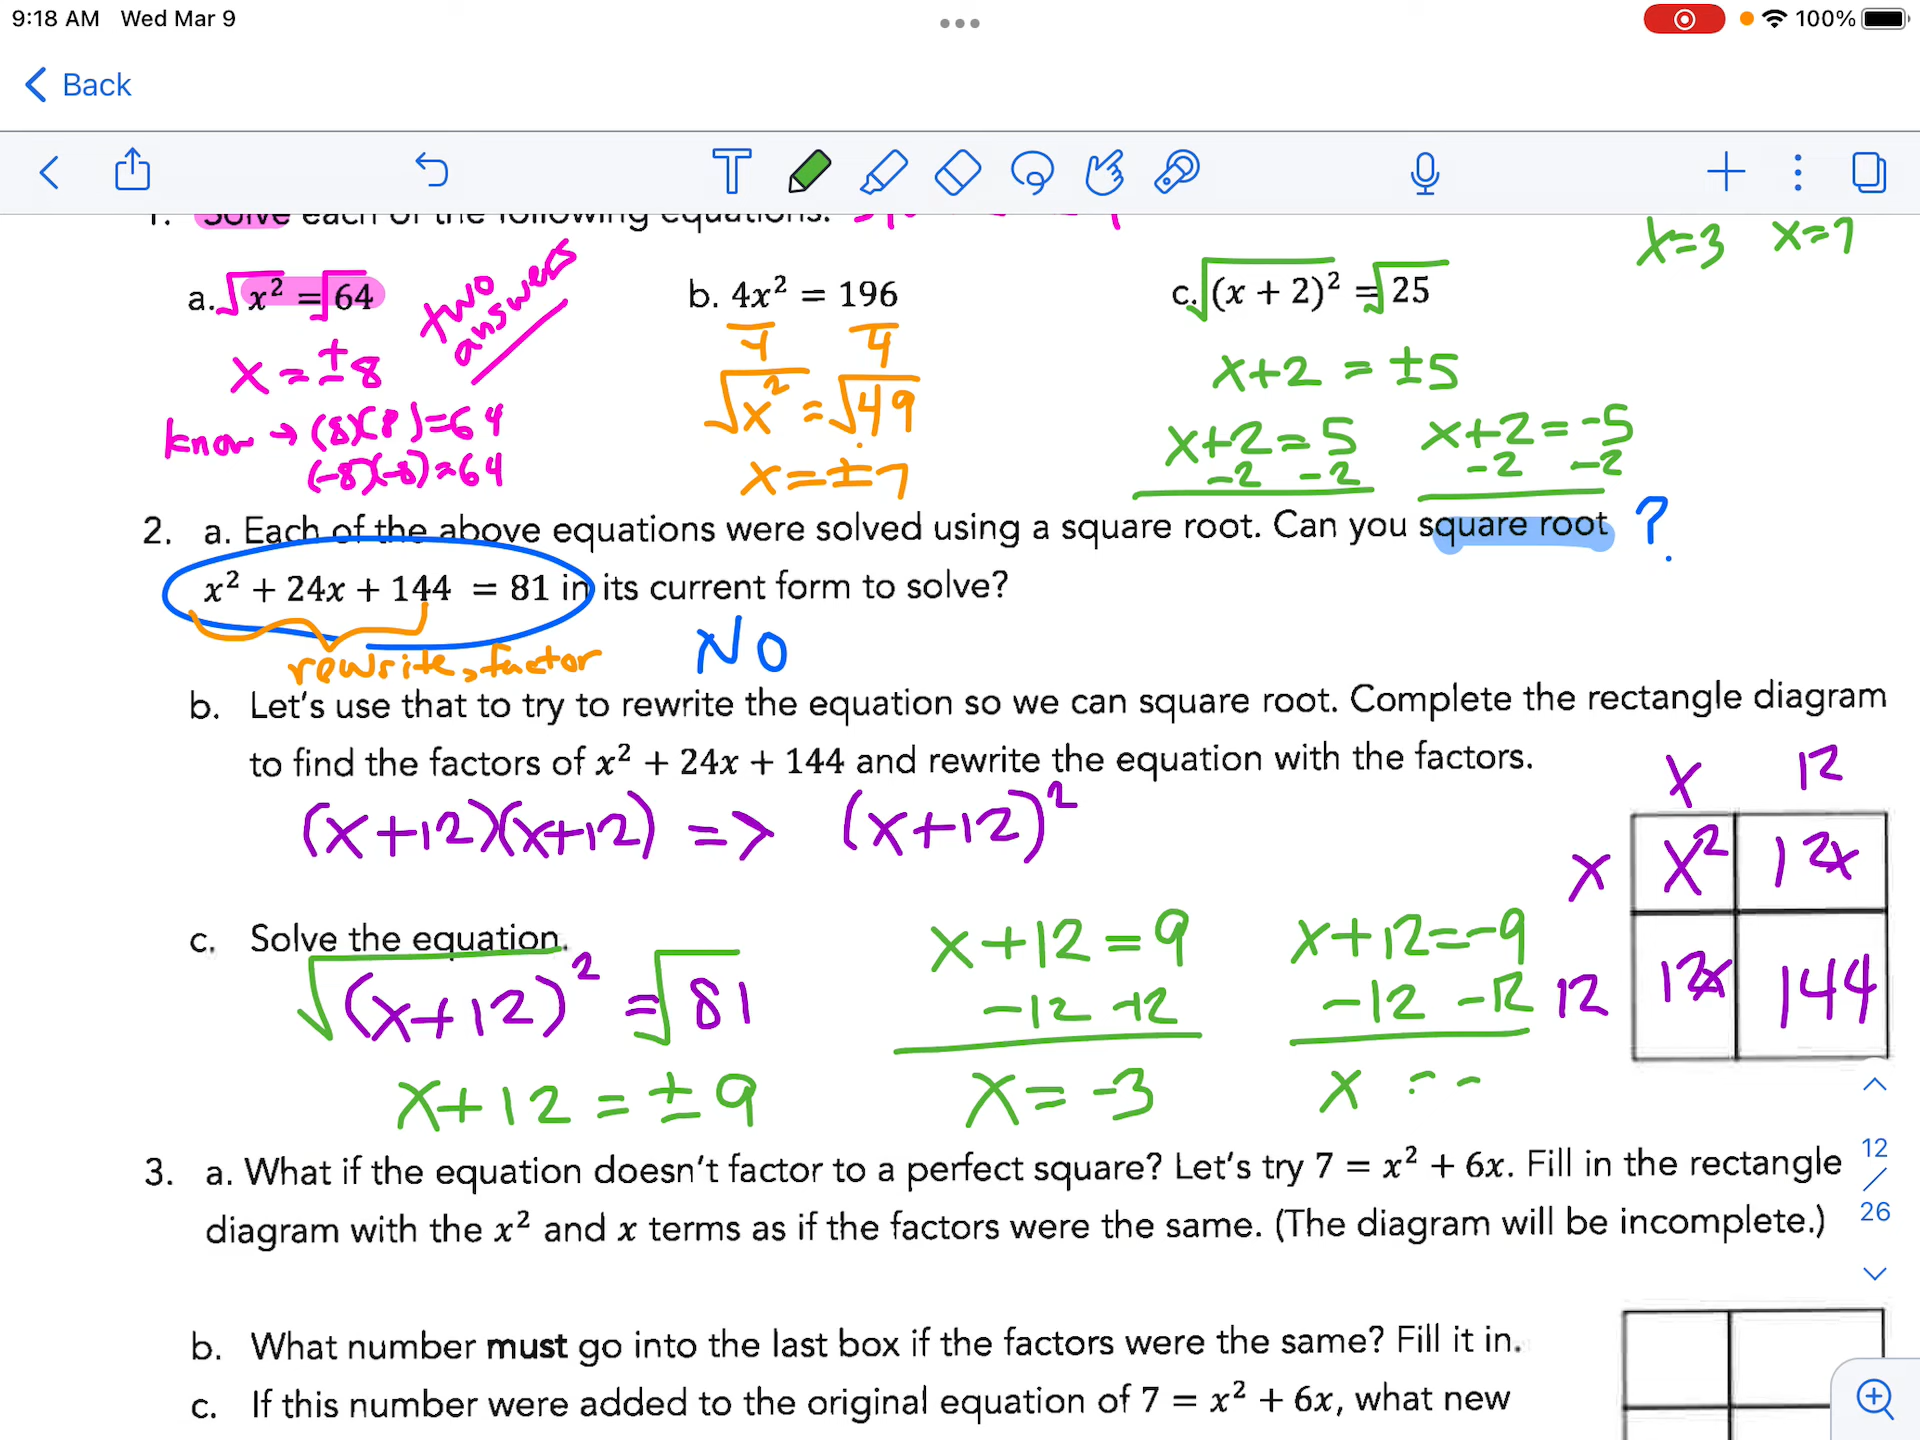 9:18 AM Wed Mar 9
100%
Back
1. Solve each of the following equations.
x=3 x=7
a. √x² = √64
two answers
x = ±8
know → (8)(8)=64
(-8)(-8)=64
b. 4x² = 196
4 4
√x² = √49
x = ±7
c. √(x + 2)² = √25
x+2 = ±5
x+2=5 x+2=-5
-2 -2 -2 -2
2. a. Each of the above equations were solved using a square root. Can you square root ?
x² + 24x + 144 = 81 in its current form to solve?
rewrite, factor
NO
b. Let's use that to try to rewrite the equation so we can square root. Complete the rectangle diagram
to find the factors of x² + 24x + 144 and rewrite the equation with the factors.
(x+12)(x+12) => (x+12)²
x 12
x x² 12x
12 12x 144
c. Solve the equation.
√(x+12)² = √81
x+12 = ±9
x+12=9
-12 -12
x= -3
x+12=-9
-12 -12
x = -
3. a. What if the equation doesn't factor to a perfect square? Let's try 7 = x² + 6x. Fill in the rectangle
diagram with the x² and x terms as if the factors were the same. (The diagram will be incomplete.)
12
/
26
b. What number must go into the last box if the factors were the same? Fill it in.
c. If this number were added to the original equation of 7 = x² + 6x, what new